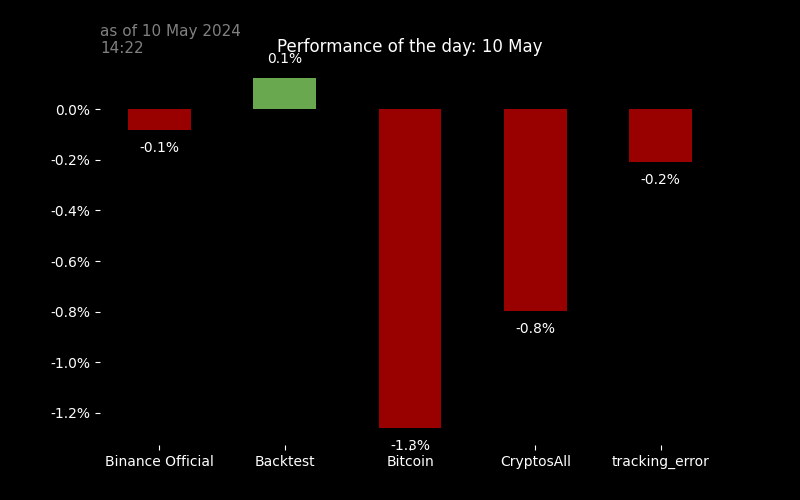 as of 10 May 2024
14:22
Performance of the day: 10 May
0.1%
0.0%
-0.1%
-0.2%
-0.2%
-0.4%
-0.6%
-0.8%
-0.8%
-1.0%
-1.2%
-1.3%
Binance Official
Backtest
Bitcoin
CryptosAll
tracking_error